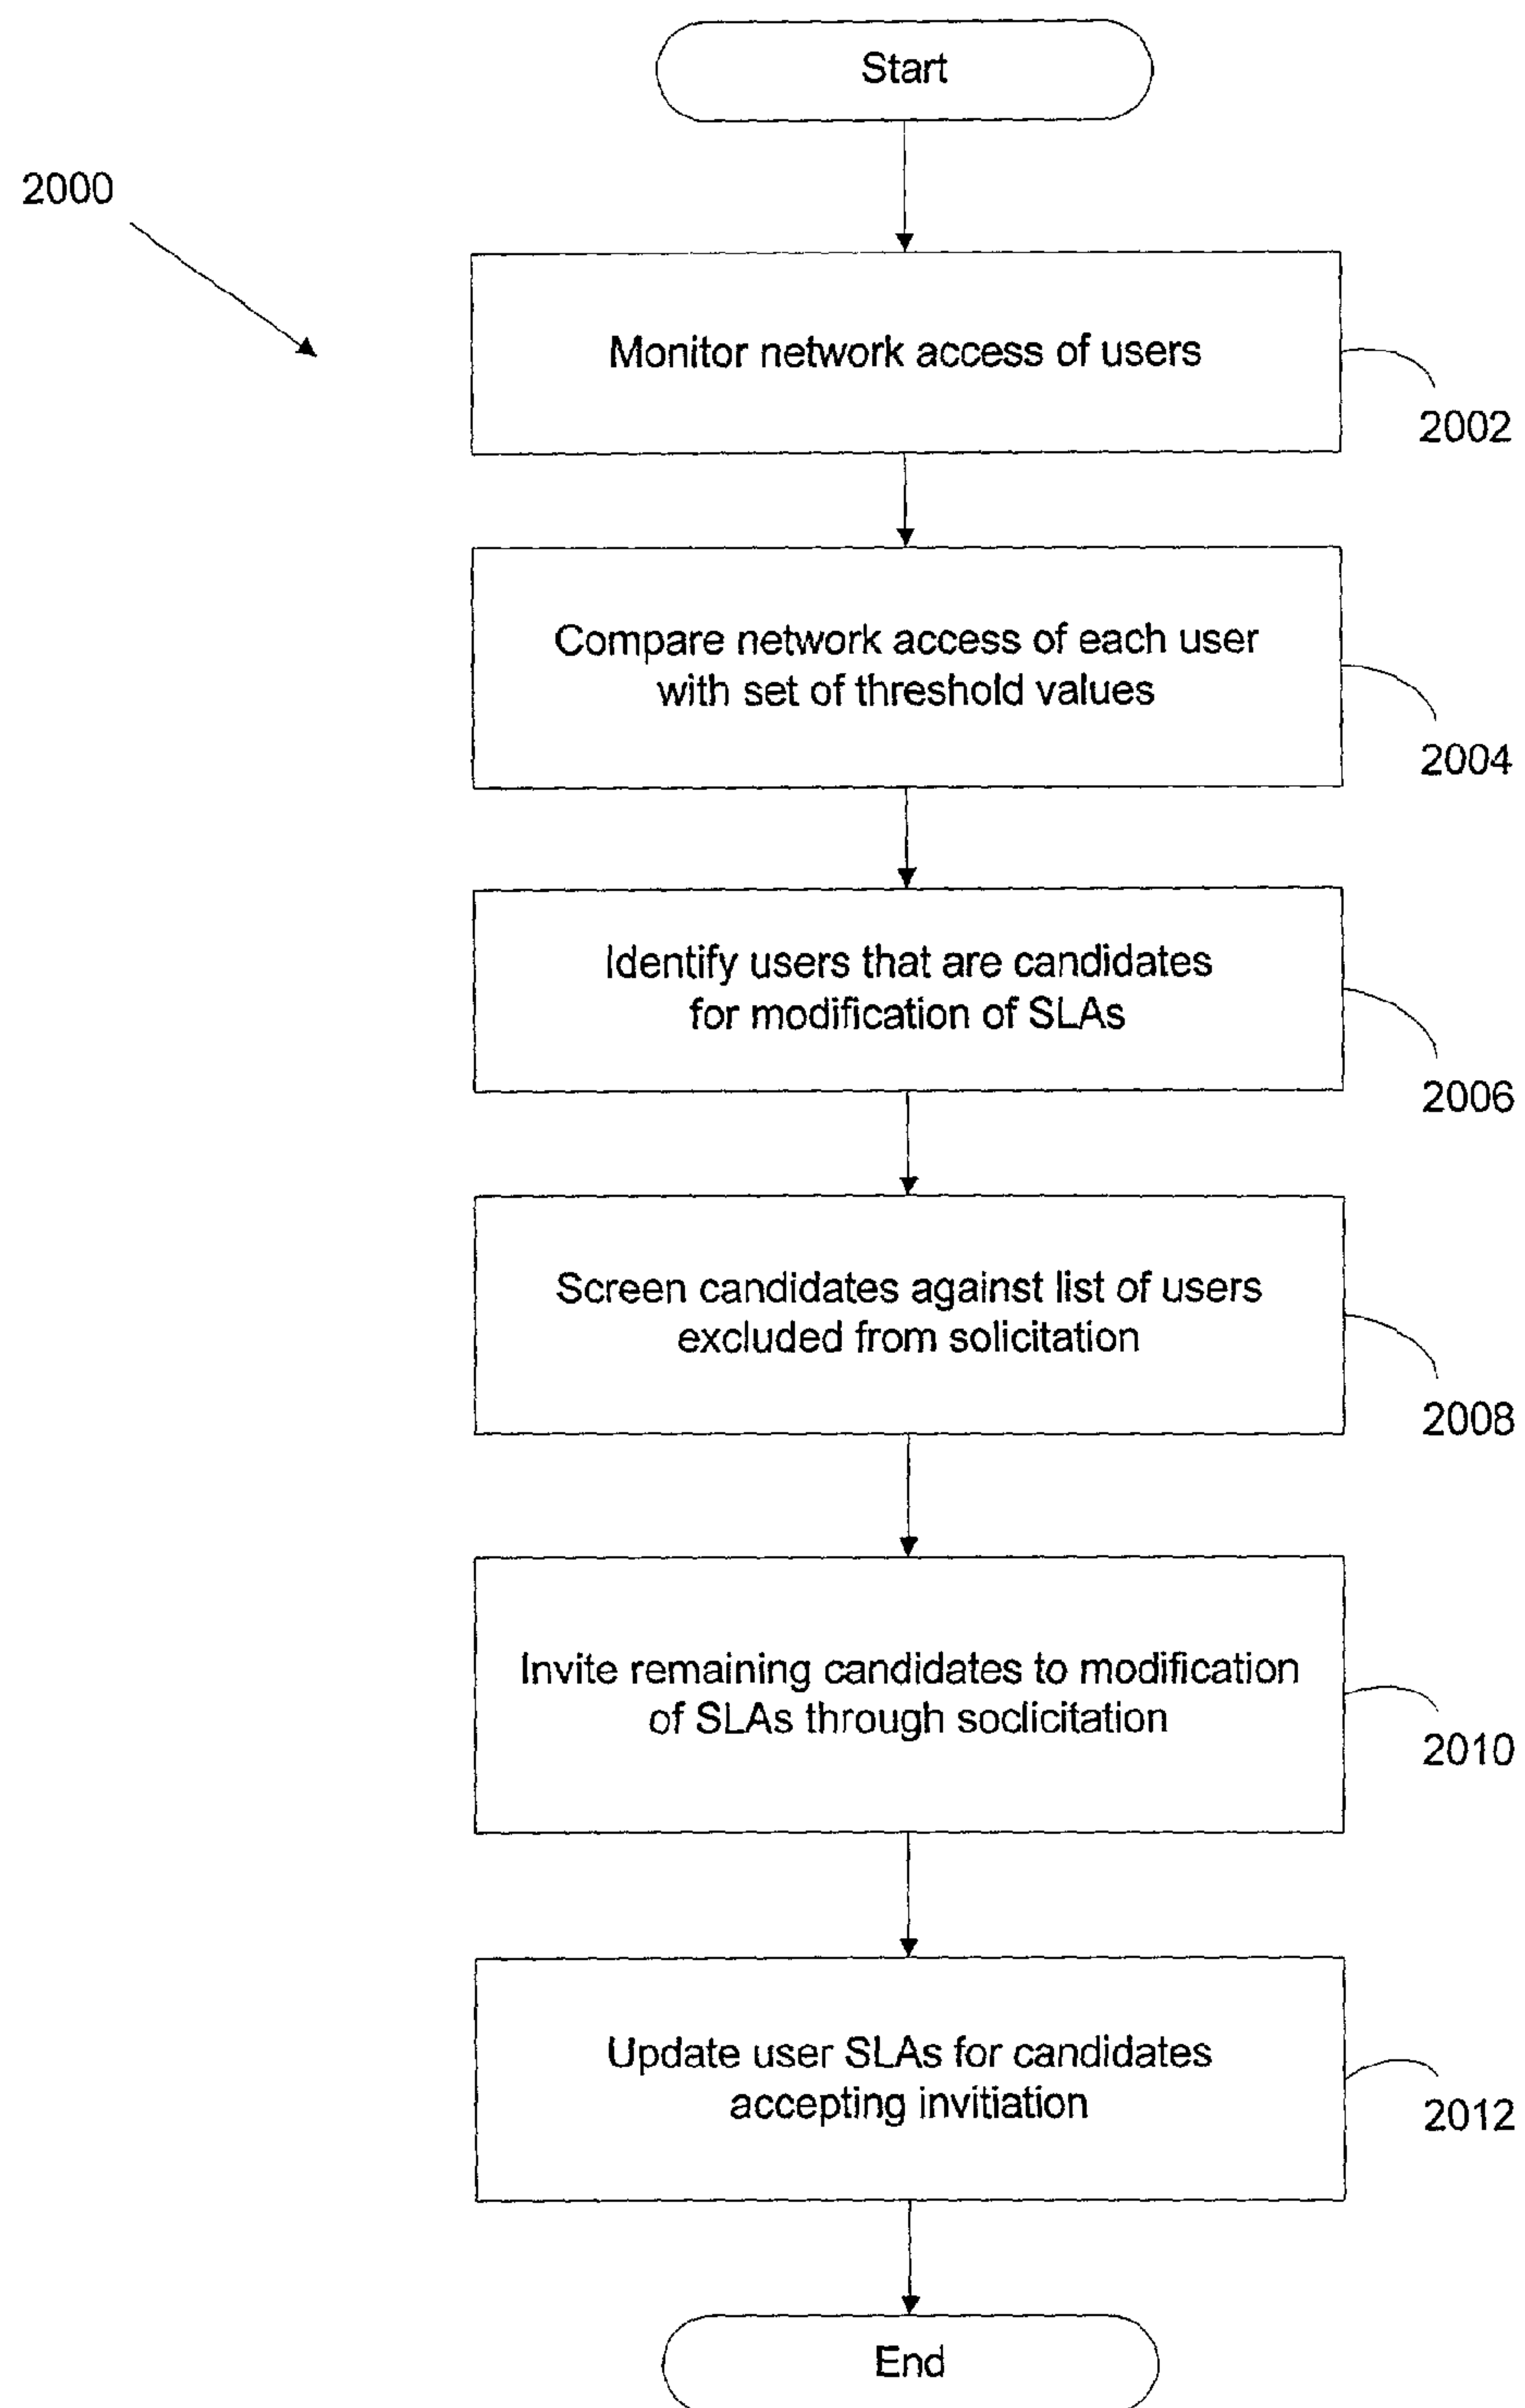 Start
2000
Monitor network access of users
2002
Compare network access of each user
with set of threshold values
2004
Identify users that are candidates
for modification of SLAs
2006
Screen candidates against list of users
excluded from solicitation
2008
Invite remaining candidates to modification
of SLAs through soclicitation
2010
Update user SLAs for candidates
accepting invitiation
2012
End